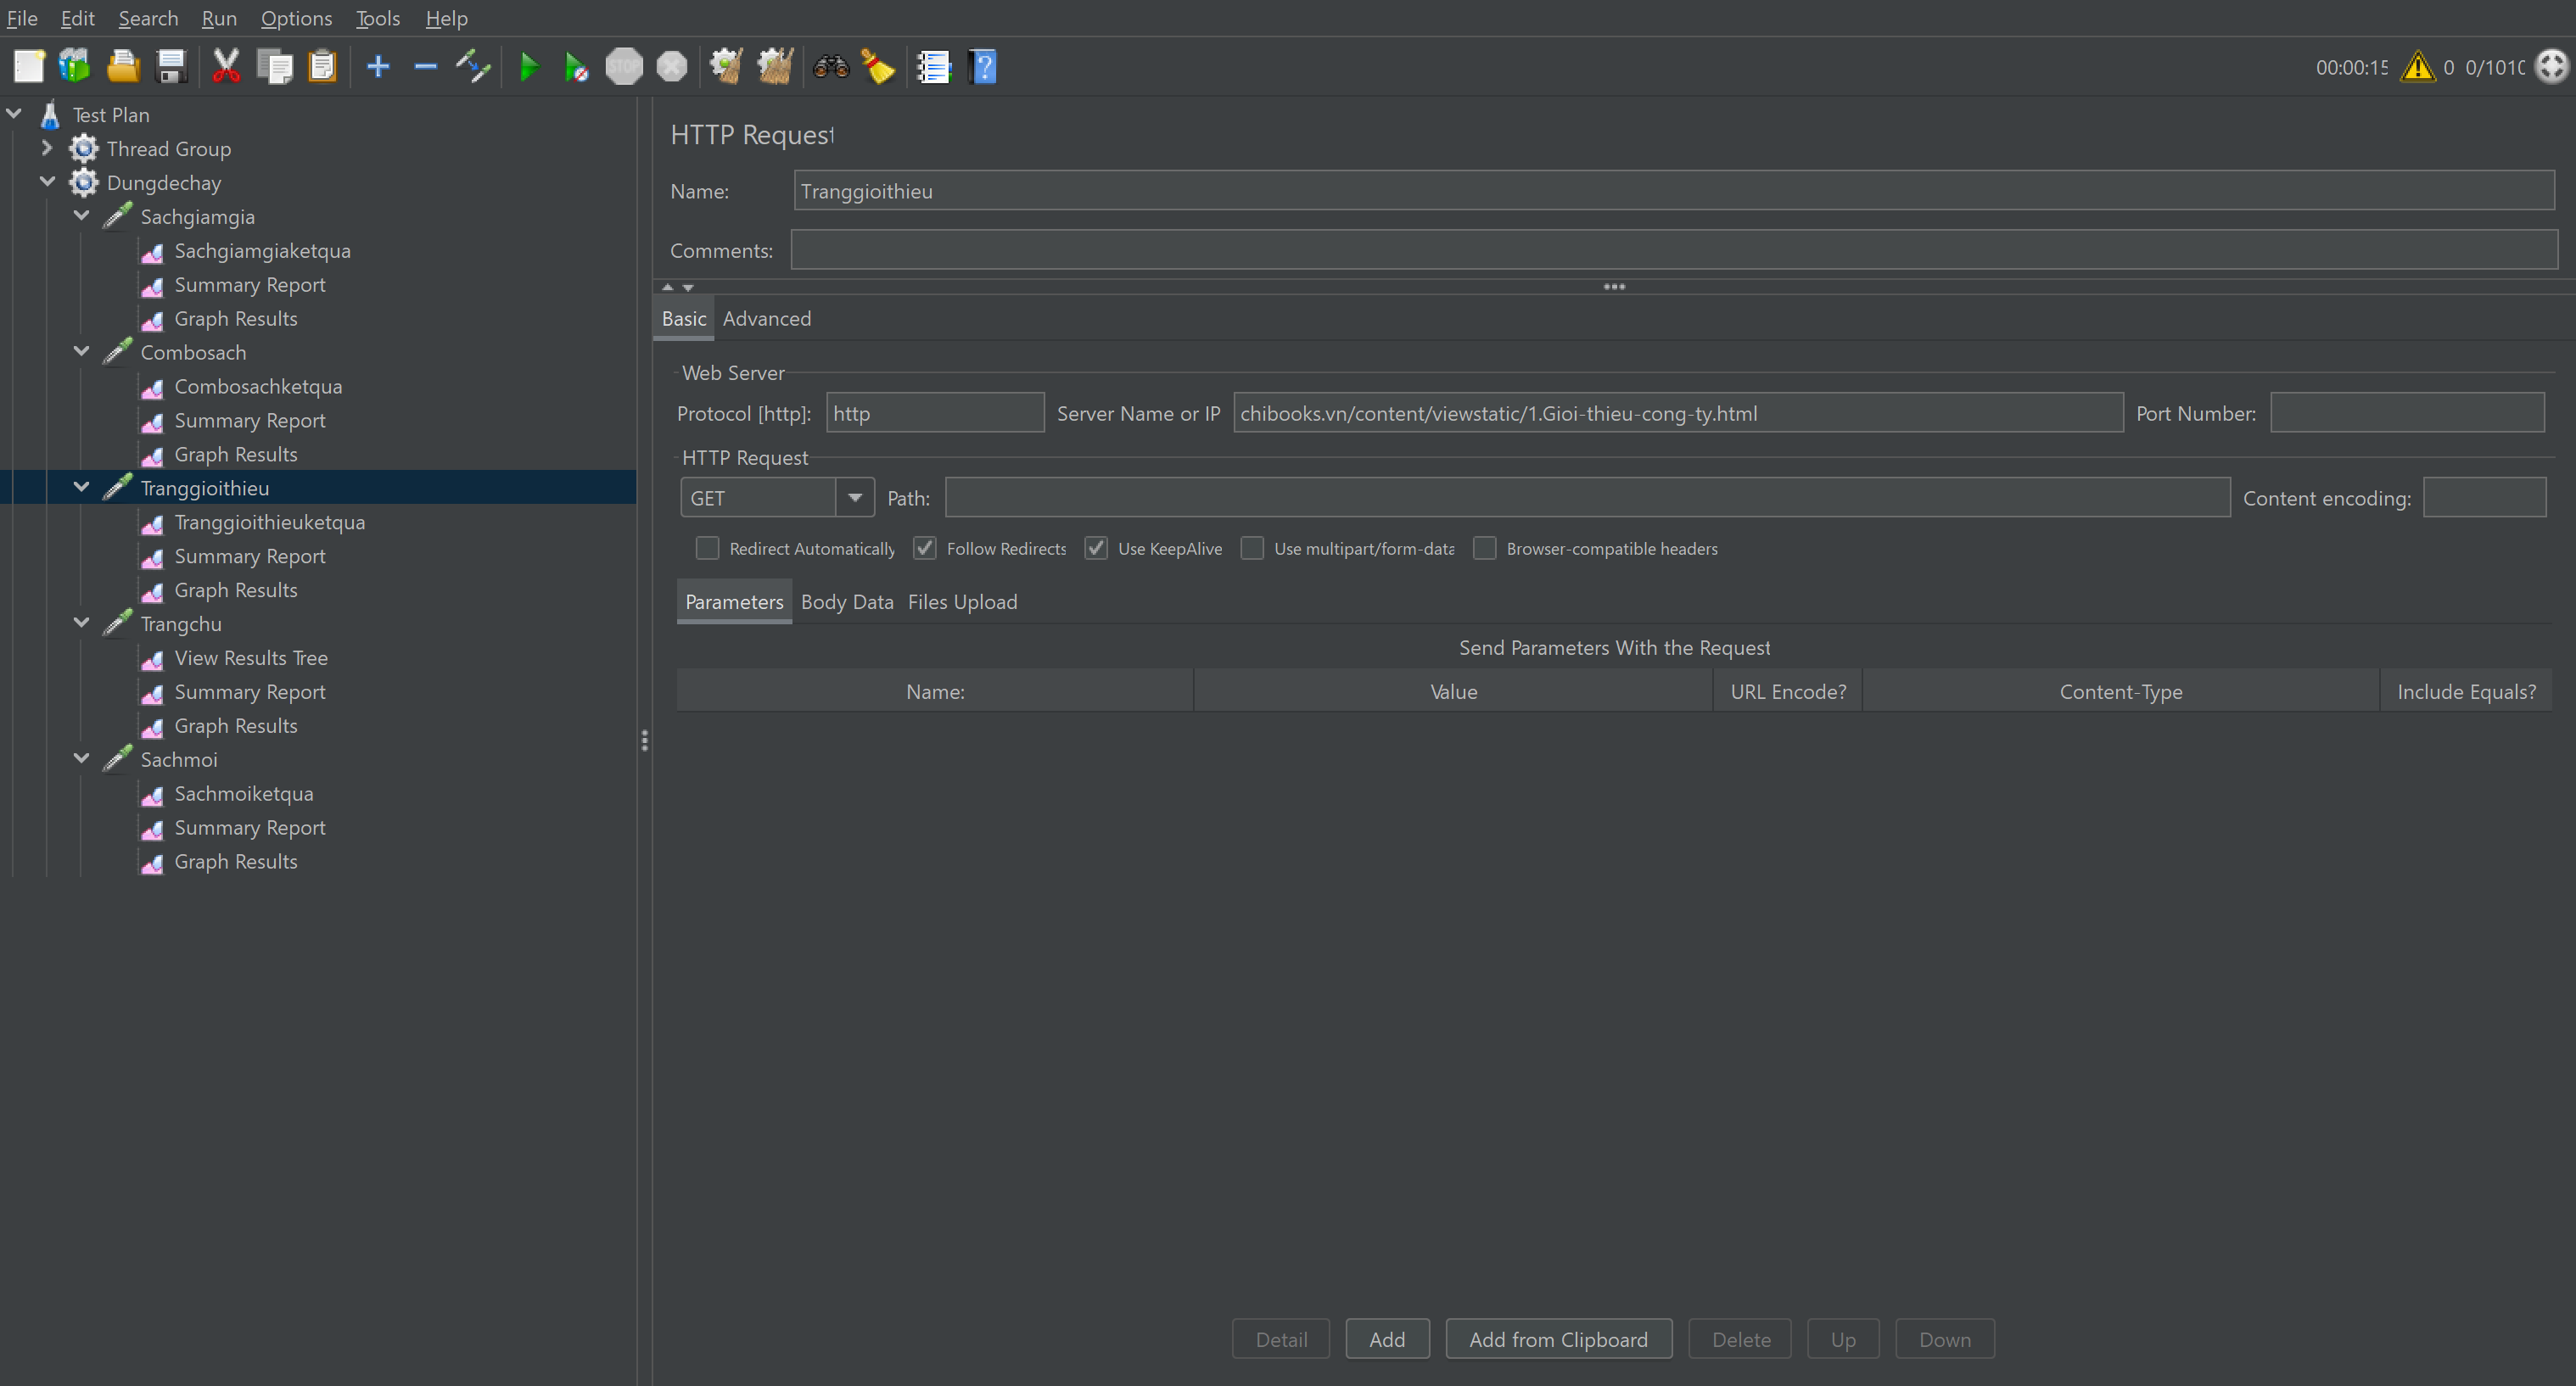 File Edit Search Run Options Tools Help
STOP
00:00:15 0 0/1010
Test Plan
Thread Group
Dungdechay
Sachgiamgia
Sachgiamgiaketqua
Summary Report
Graph Results
Combosach
Combosachketqua
Summary Report
Graph Results
Tranggioithieu
Tranggioithieuketqua
Summary Report
Graph Results
Trangchu
View Results Tree
Summary Report
Graph Results
Sachmoi
Sachmoiketqua
Summary Report
Graph Results
HTTP Request
Name: Tranggioithieu
Comments:
Basic Advanced
Web Server
Protocol [http]: http Server Name or IP chibooks.vn/content/viewstatic/1.Gioi-thieu-cong-ty.html Port Number:
HTTP Request
GET Path: Content encoding:
Redirect Automatically Follow Redirects Use KeepAlive Use multipart/form-data Browser-compatible headers
Parameters Body Data Files Upload
Send Parameters With the Request
Name: Value URL Encode? Content-Type Include Equals?
Detail Add Add from Clipboard Delete Up Down